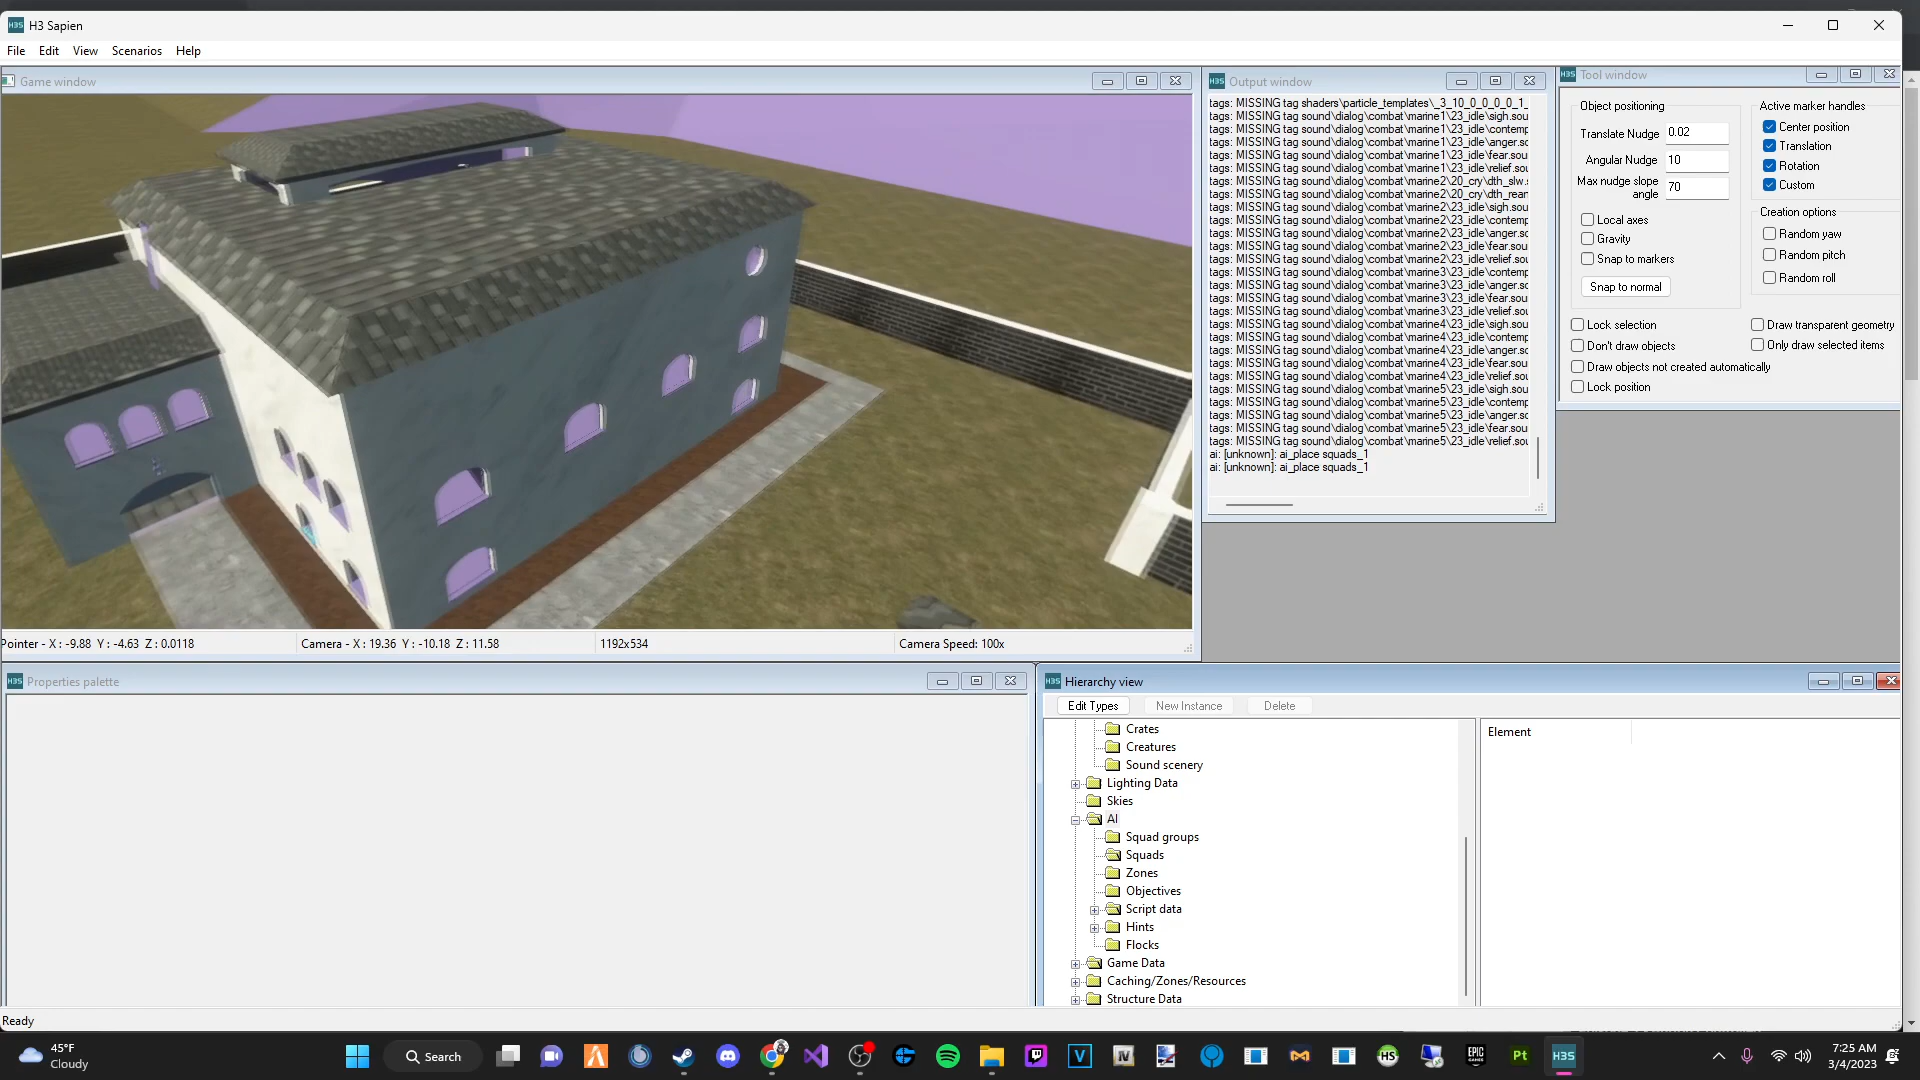 H3S H3 Sapien
File Edit View Scenarios Help
Game window
Pointer - X : -9.88 Y : -4.63 Z : 0.0118
Camera - X : 19.36 Y : -10.18 Z : 11.58
1192x534
Camera Speed: 100x
H3S Output window
tags: MISSING tag shaders\particle_templates\_3_10_0_0_0_0_1_
tags: MISSING tag sound\dialog\combat\marine1\23_idle\sigh.sou
tags: MISSING tag sound\dialog\combat\marine1\23_idle\contemp
tags: MISSING tag sound\dialog\combat\marine1\23_idle\anger.so
tags: MISSING tag sound\dialog\combat\marine1\23_idle\fear.sou
tags: MISSING tag sound\dialog\combat\marine1\23_idle\relief.sou
tags: MISSING tag sound\dialog\combat\marine2\20_cry\dth_slw.s
tags: MISSING tag sound\dialog\combat\marine2\20_cry\dth_rear
tags: MISSING tag sound\dialog\combat\marine2\23_idle\sigh.sou
tags: MISSING tag sound\dialog\combat\marine2\23_idle\contemp
tags: MISSING tag sound\dialog\combat\marine2\23_idle\anger.so
tags: MISSING tag sound\dialog\combat\marine2\23_idle\fear.sou
tags: MISSING tag sound\dialog\combat\marine2\23_idle\relief.sou
tags: MISSING tag sound\dialog\combat\marine3\23_idle\contemp
tags: MISSING tag sound\dialog\combat\marine3\23_idle\anger.so
tags: MISSING tag sound\dialog\combat\marine3\23_idle\fear.sou
tags: MISSING tag sound\dialog\combat\marine3\23_idle\relief.sou
tags: MISSING tag sound\dialog\combat\marine4\23_idle\sigh.sou
tags: MISSING tag sound\dialog\combat\marine4\23_idle\contemp
tags: MISSING tag sound\dialog\combat\marine4\23_idle\anger.so
tags: MISSING tag sound\dialog\combat\marine4\23_idle\fear.sou
tags: MISSING tag sound\dialog\combat\marine4\23_idle\relief.sou
tags: MISSING tag sound\dialog\combat\marine5\23_idle\sigh.sou
tags: MISSING tag sound\dialog\combat\marine5\23_idle\contemp
tags: MISSING tag sound\dialog\combat\marine5\23_idle\anger.so
tags: MISSING tag sound\dialog\combat\marine5\23_idle\fear.sou
tags: MISSING tag sound\dialog\combat\marine5\23_idle\relief.sou
ai: [unknown]: ai_place squads_1
ai: [unknown]: ai_place squads_1
H3S Tool window
Object positioning
Translate Nudge 0.02
Angular Nudge 10
Max nudge slope angle 70
Local axes
Gravity
Snap to markers
Snap to normal
Active marker handles
Center position
Translation
Rotation
Custom
Creation options
Random yaw
Random pitch
Random roll
Lock selection
Don't draw objects
Draw objects not created automatically
Lock position
Draw transparent geometry
Only draw selected items
H3S Properties palette
H3S Hierarchy view
Edit Types New Instance Delete
Crates
Creatures
Sound scenery
Lighting Data
Skies
AI
Squad groups
Squads
Zones
Objectives
Script data
Hints
Flocks
Game Data
Caching/Zones/Resources
Structure Data
Element
Ready
45°F
Cloudy
Search
V
IV
HS
EPIC GAMES
Pt
H3S
7:25 AM
3/4/2023